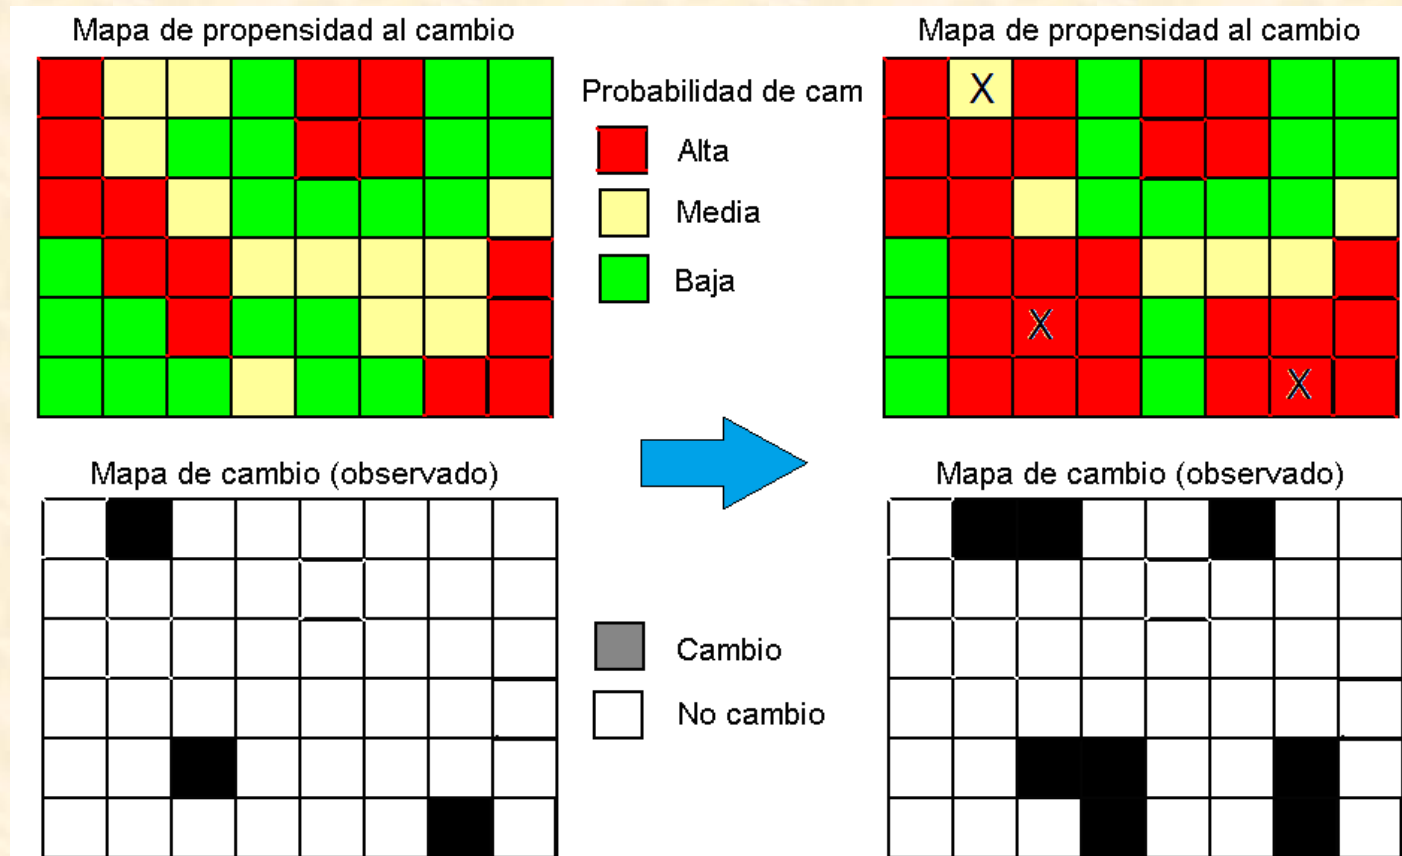 Mapa de propensidad al cambio
Mapa de propensidad al cambio
Probabilidad de cam
Alta
Media
Baja
X
X
X
Mapa de cambio (observado)
Mapa de cambio (observado)
Cambio
No cambio